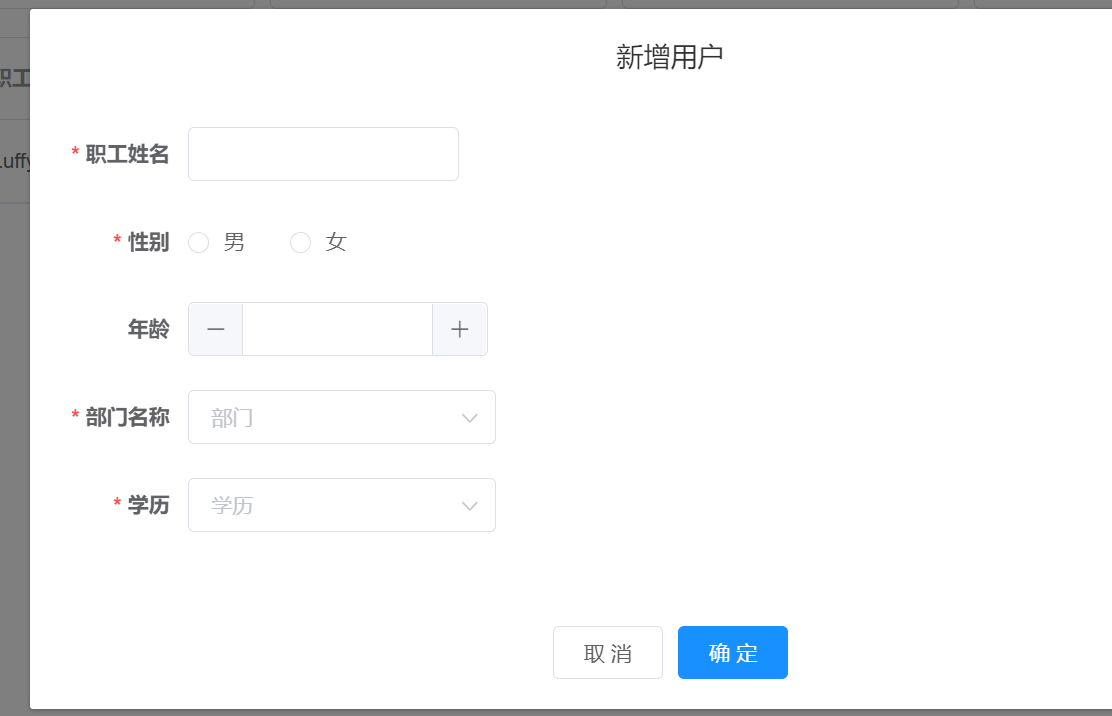 新增用户
职工
* 职工姓名
Luffy
* 性别 男 女
年龄
* 部门名称 部门
* 学历 学历
取 消 确 定